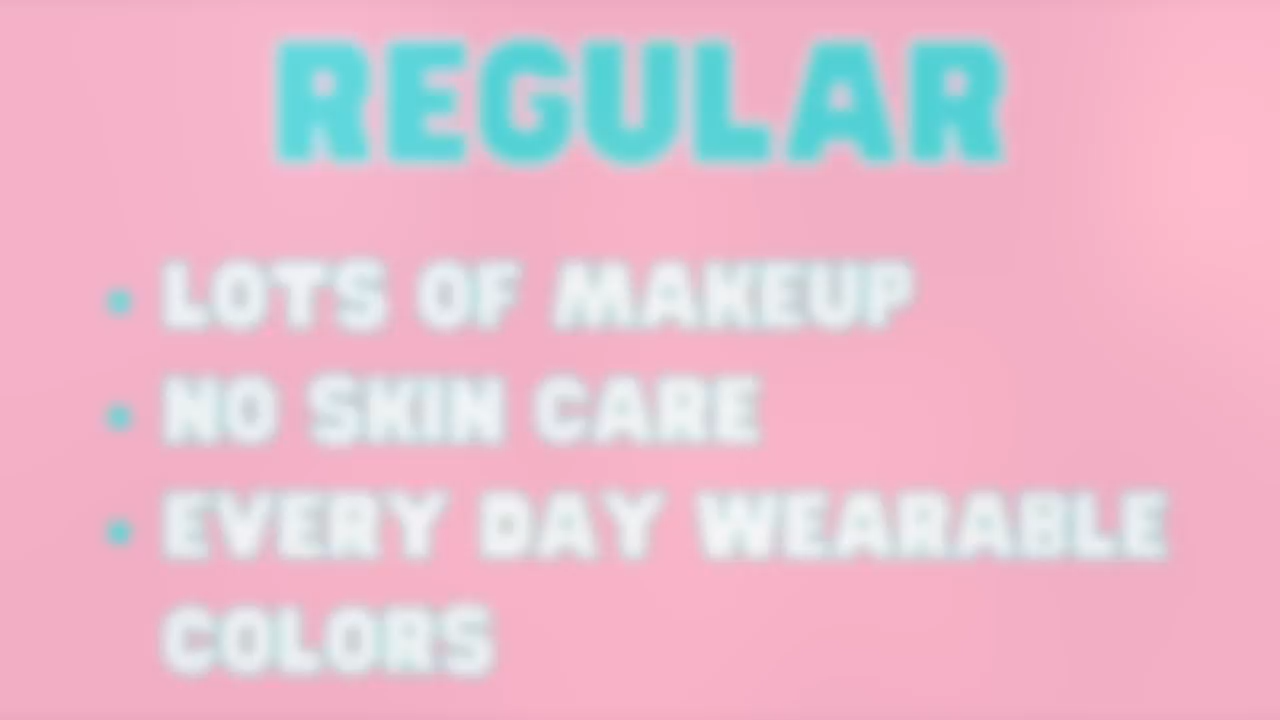 REGULAR
• LOTS OF MAKEUP
• NO SKIN CARE
• EVERY DAY WEARABLE
COLORS